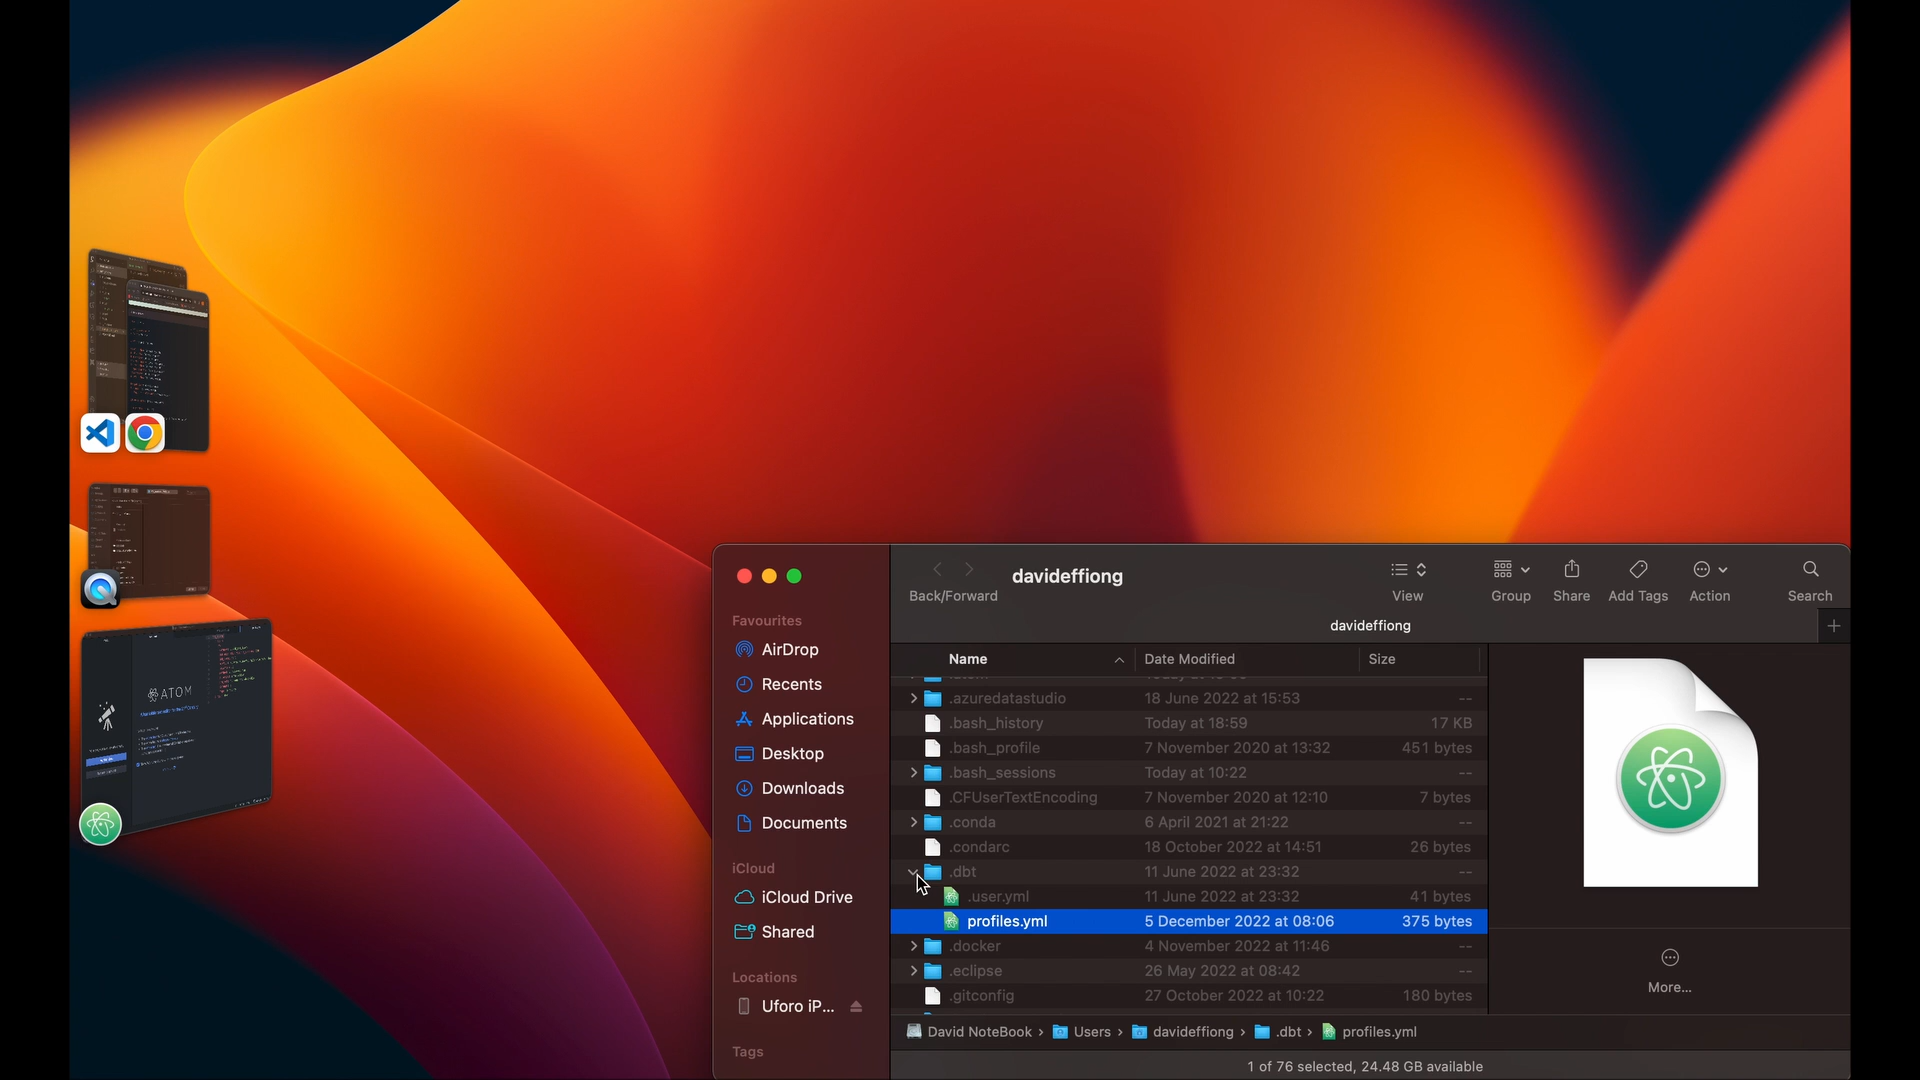 ATOM
davideffiong
Back/Forward
View
Group
Share
Add Tags
Action
Search
davideffiong
Favourites
AirDrop
Recents
Applications
Desktop
Downloads
Documents
iCloud
iCloud Drive
Shared
Locations
Uforo iP...
Tags
Name Date Modified Size
.azuredatastudio 18 June 2022 at 15:53 --
.bash_history Today at 18:59 17 KB
.bash_profile 7 November 2020 at 13:32 451 bytes
.bash_sessions Today at 10:22 --
.CFUserTextEncoding 7 November 2020 at 12:10 7 bytes
.conda 6 April 2021 at 21:22 --
.condarc 18 October 2022 at 14:51 26 bytes
.dbt 11 June 2022 at 23:32 --
.user.yml 11 June 2022 at 23:32 41 bytes
profiles.yml 5 December 2022 at 08:06 375 bytes
.docker 4 November 2022 at 11:46 --
.eclipse 26 May 2022 at 08:42 --
.gitconfig 27 October 2022 at 10:22 180 bytes
More...
David NoteBook › Users › davideffiong › .dbt › profiles.yml
1 of 76 selected, 24.48 GB available